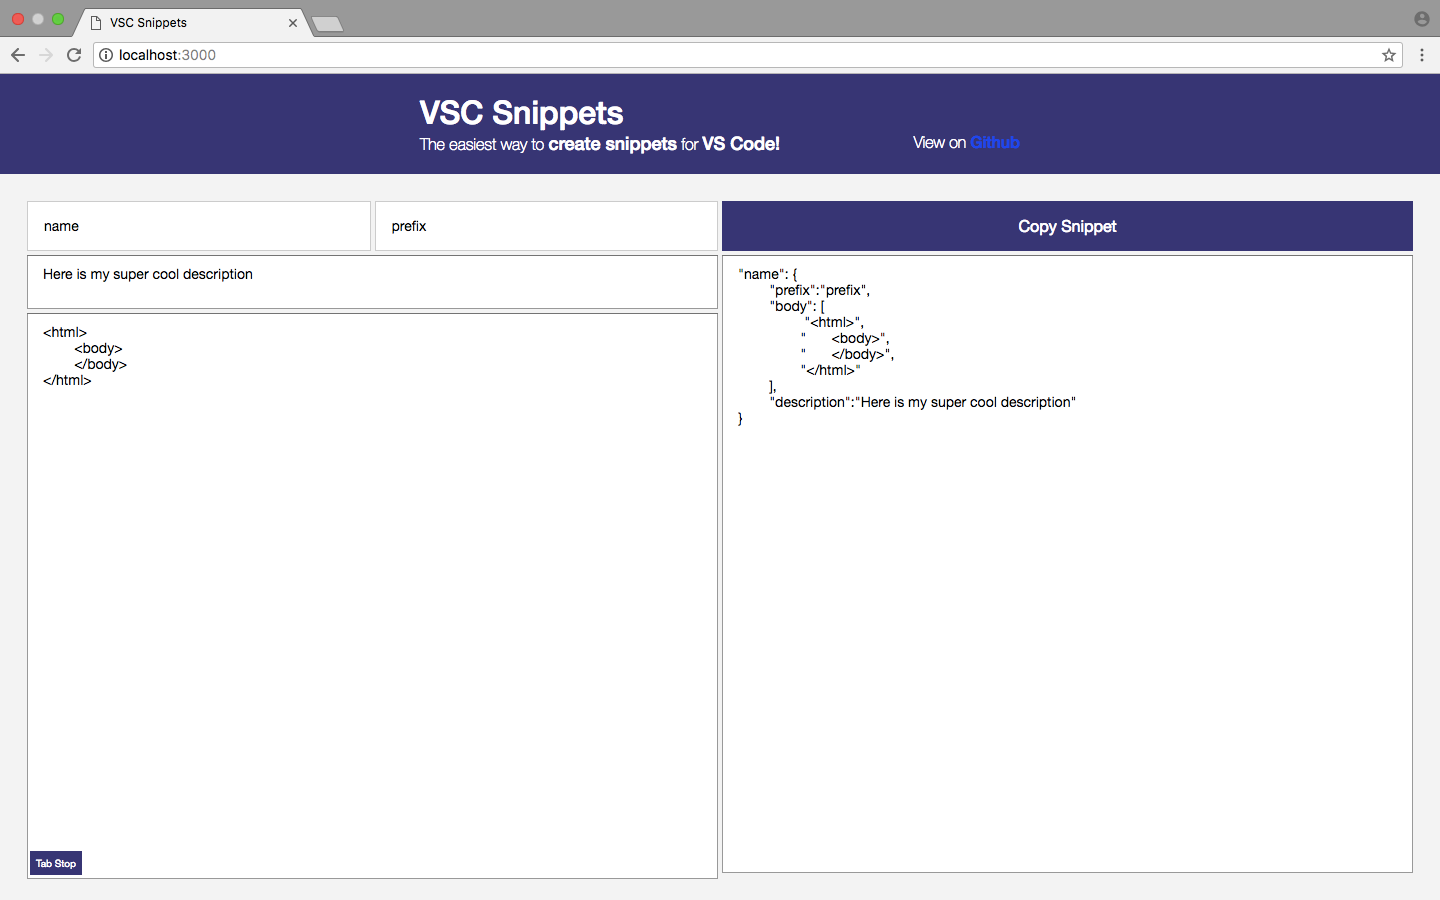 VSC Snippets
localhost:3000
VSC Snippets
The easiest way to create snippets for VS Code!
View on Github
name
prefix
Copy Snippet
Here is my super cool description
<html>
<body>
</body>
</html>
Tab Stop
"name": {
"prefix":"prefix",
"body": [
"<html>",
"      <body>",
"      </body>",
"</html>"
],
"description":"Here is my super cool description"
}